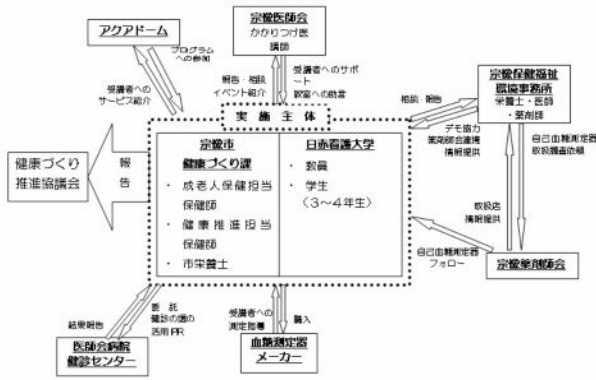 アクアドーム
プログラム
への参加
受講者への
サービス紹介
宗像医師会
かかりつけ医
講師
報告・相談
イベント紹介
受講者へのサポ
ート
教室への助言
宗像保健福祉
環境事務所
栄養士・医師
・薬剤師
相談・報告
デモ協力
薬剤師会連携
情報提供
自己血糖測定器
取扱調査依頼
取扱店
情報提供
宗像薬剤師会
自己血糖測定器
フォロー
実施主体
宗像市
健康づくり課
・ 成老人保健担当
保健師
・ 健康推進担当
保健師
・ 市栄養士
日赤看護大学
・ 教員
・ 学生
(3~4年生)
報告
健康づくり
推進協議会
結果報告
委託
健診の際の
活用PR
医師会病院
健診センター
受講者への
測定指導
購入
血糖測定器
メーカー